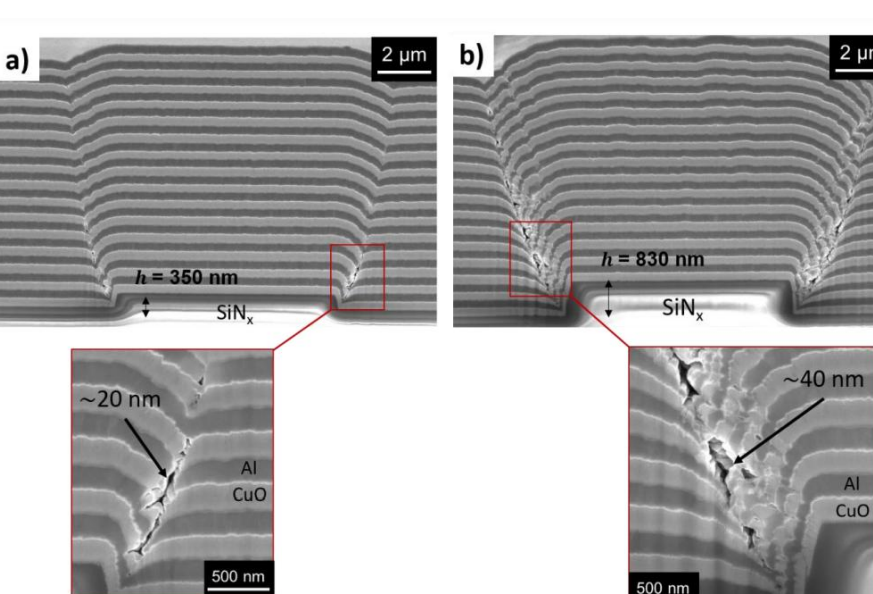 a)
2 µm
h = 350 nm
SiNₓ
~20 nm
Al
CuO
500 nm
b)
2 µ
h = 830 nm
SiNₓ
~40 nm
Al
CuO
500 nm